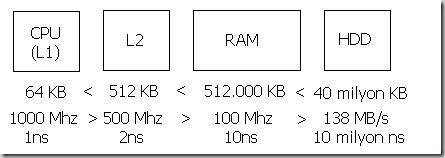 CPU L2 RAM HDD
(L1)
64 KB < 512 KB < 512.000 KB < 40 milyon KB
1000 Mhz > 500 Mhz > 100 Mhz > 138 MB/s
1ns 2ns 10ns 10 milyon ns